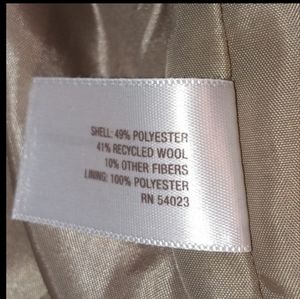 SHELL: 49% POLYESTER
41% RECYCLED WOOL
10% OTHER FIBERS
LINING: 100% POLYESTER
RN 54023